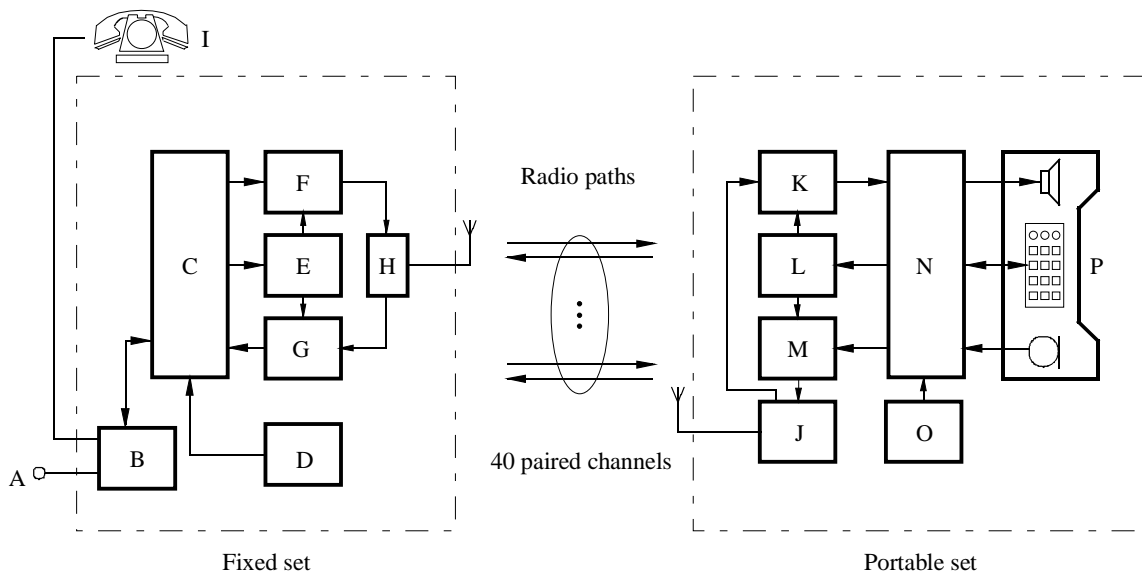 I
F
K
Radio paths
C
E
H
L
N
P
G
M
B
D
J
O
A
40 paired channels
Fixed set
Portable set